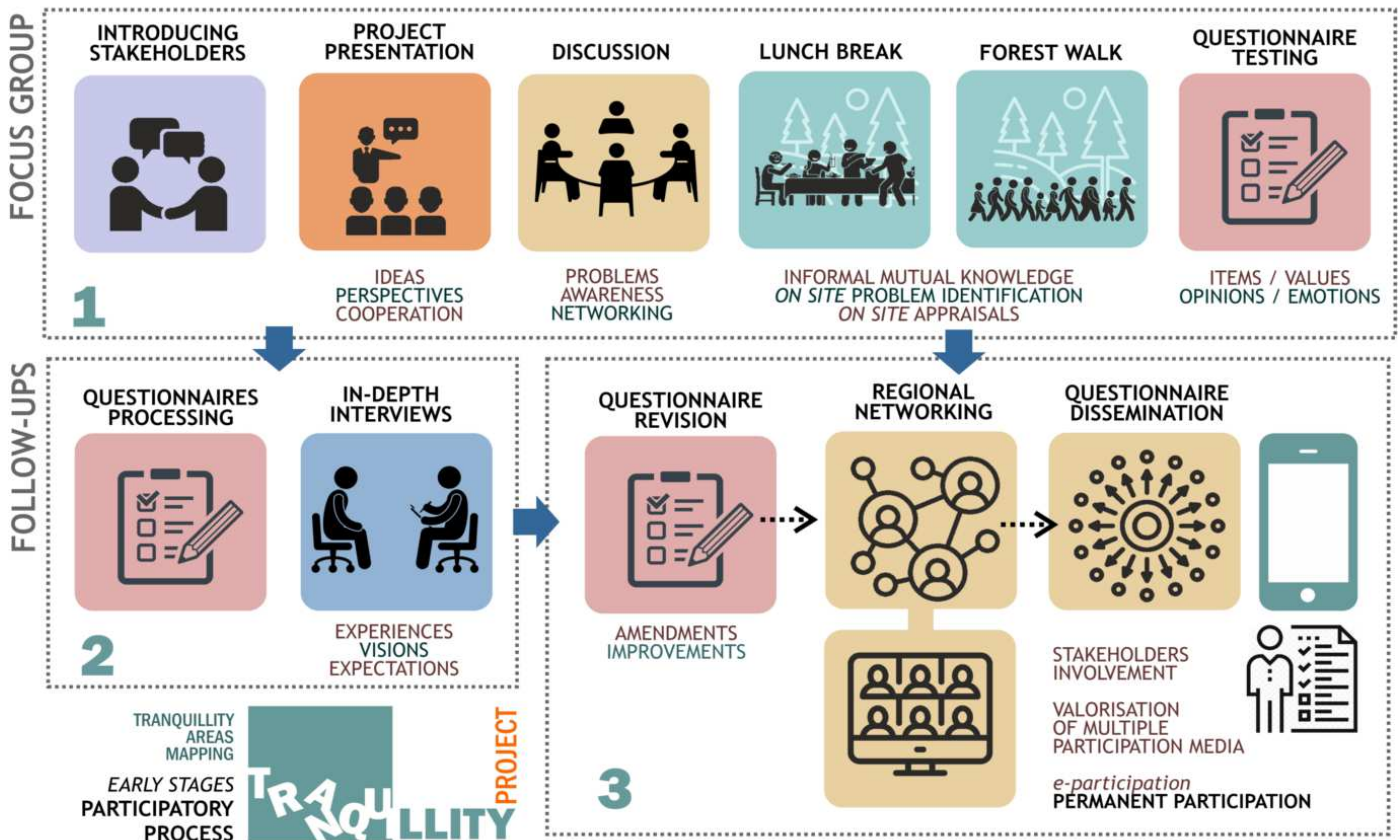 FOCUS GROUP
INTRODUCING
STAKEHOLDERS
PROJECT
PRESENTATION
DISCUSSION
LUNCH BREAK
FOREST WALK
QUESTIONNAIRE
TESTING
IDEAS
PERSPECTIVES
COOPERATION
PROBLEMS
AWARENESS
NETWORKING
INFORMAL MUTUAL KNOWLEDGE
ON SITE PROBLEM IDENTIFICATION
ON SITE APPRAISALS
ITEMS / VALUES
OPINIONS / EMOTIONS
1
FOLLOW-UPS
QUESTIONNAIRES
PROCESSING
IN-DEPTH
INTERVIEWS
EXPERIENCES
VISIONS
EXPECTATIONS
2
QUESTIONNAIRE
REVISION
REGIONAL
NETWORKING
QUESTIONNAIRE
DISSEMINATION
AMENDMENTS
IMPROVEMENTS
STAKEHOLDERS
INVOLVEMENT
VALORISATION
OF MULTIPLE
PARTICIPATION MEDIA
e-participation
PERMANENT PARTICIPATION
3
TRANQUILLITY
AREAS
MAPPING
EARLY STAGES
PARTICIPATORY
PROCESS
TRANQUILLITY
PROJECT